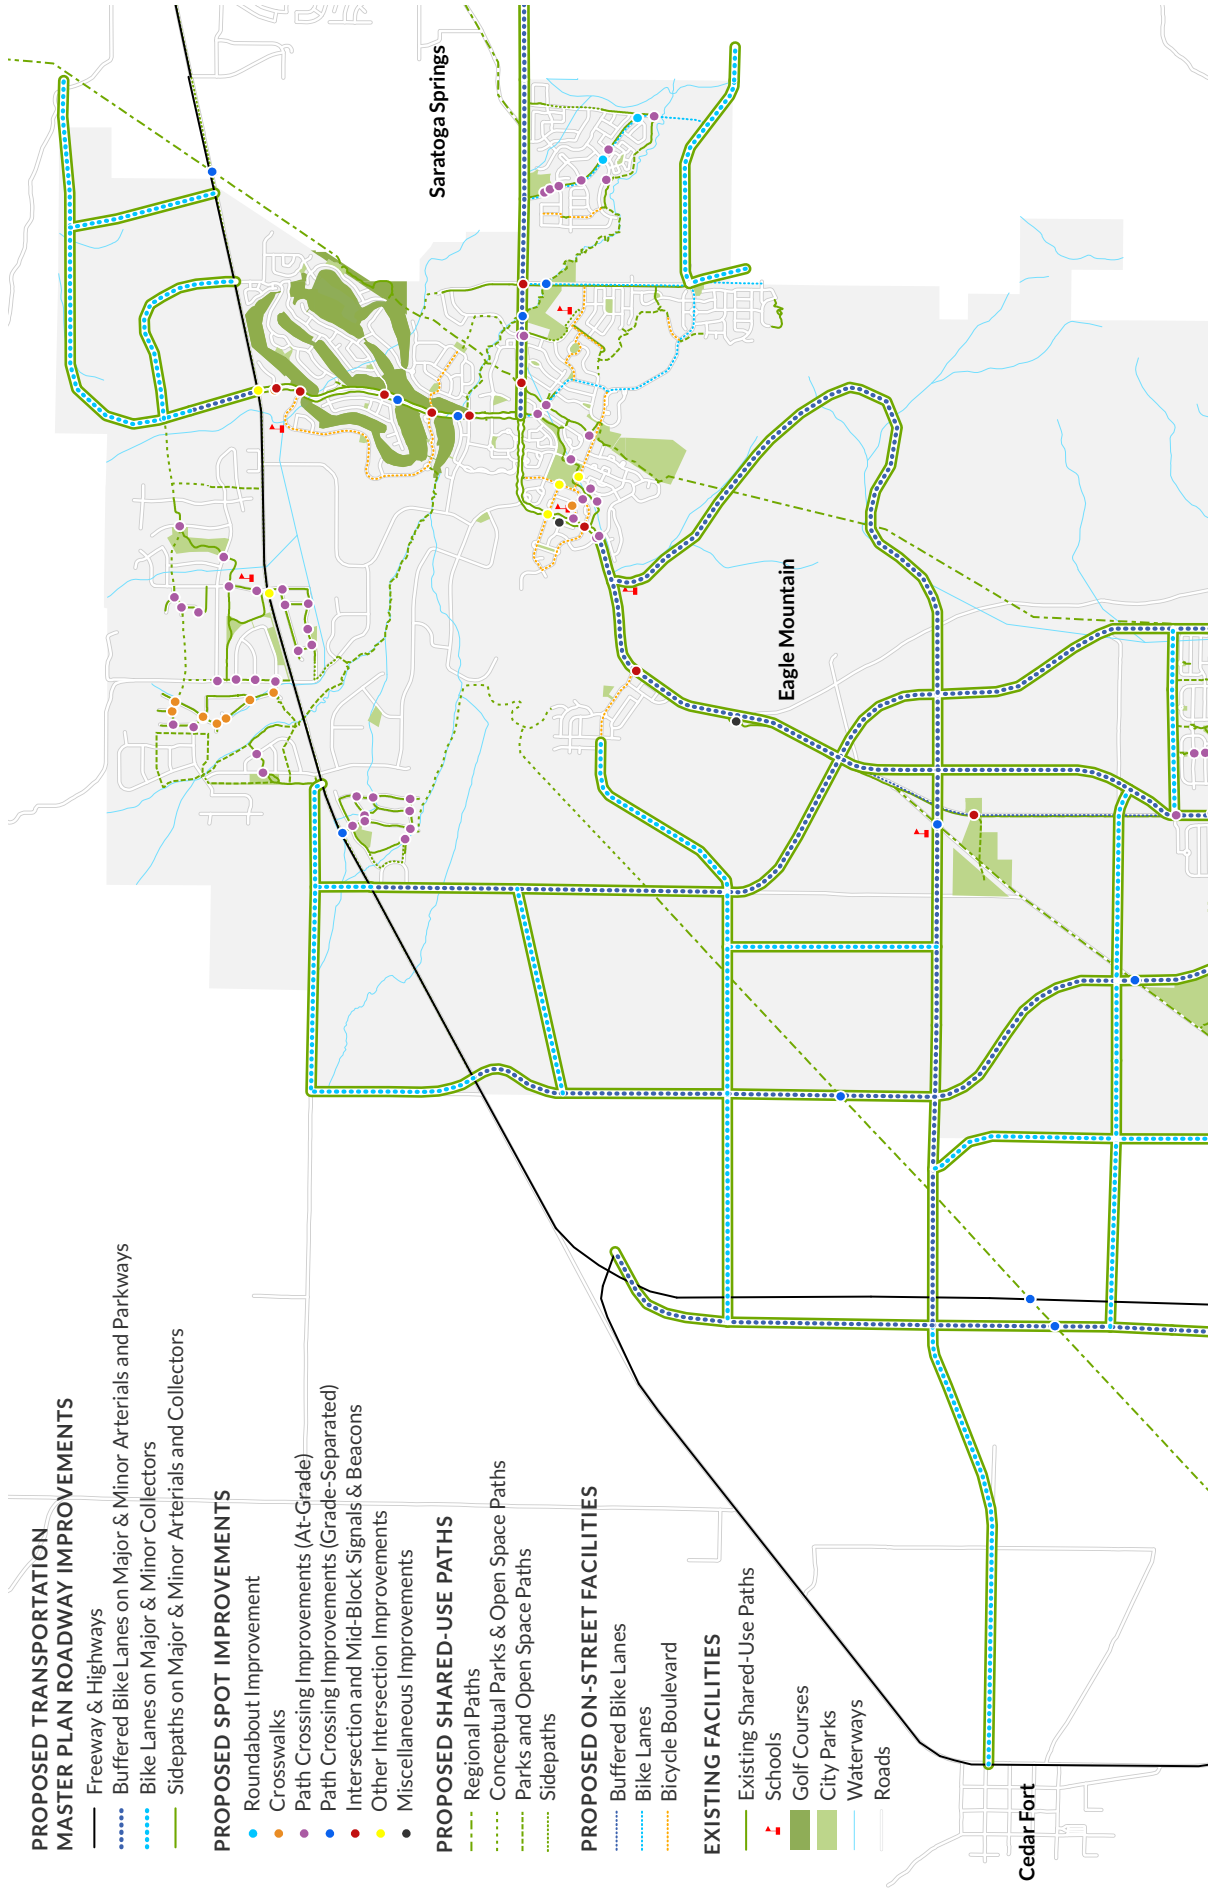 PROPOSED TRANSPORTATION
MASTER PLAN ROADWAY IMPROVEMENTS
Freeway & Highways
Buffered Bike Lanes on Major & Minor Arterials and Parkways
Bike Lanes on Major & Minor Collectors
Sidepaths on Major & Minor Arterials and Collectors
PROPOSED SPOT IMPROVEMENTS
Roundabout Improvement
Crosswalks
Path Crossing Improvements (At-Grade)
Path Crossing Improvements (Grade-Separated)
Intersection and Mid-Block Signals & Beacons
Other Intersection Improvements
Miscellaneous Improvement
PROPOSED SHARED-USE PATHS
Regional Paths
Conceptual Parks & Open Space Paths
Parks and Open Space Paths
Sidepaths
PROPOSED ON-STREET FACILITIES
Bufferred Bike Lanes
Bike Lanes
Bicycle Boulevard
EXISTING FACILITIES
Existing Shared-Use Paths
Schools
Golf Courses
City Parks
Waterways
Roads
Saratoga Springs
Eagle Mountain
Cedar Fort